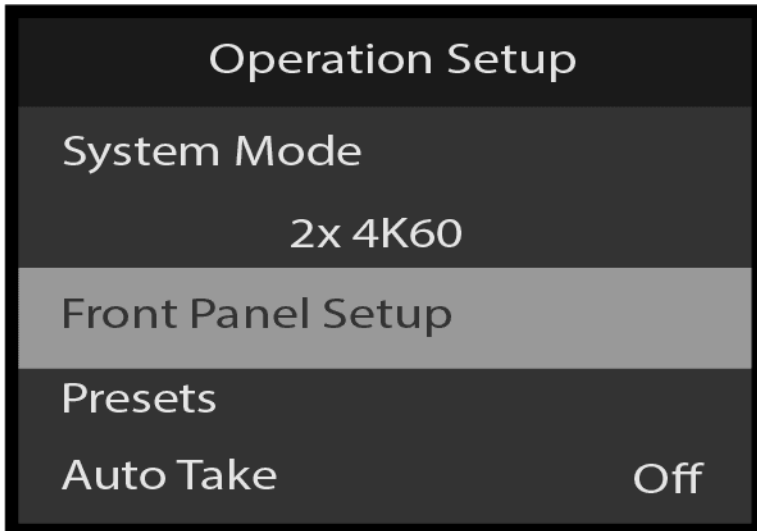 Operation Setup
System Mode
2x 4K60
Front Panel Setup
Presets
Auto Take Off